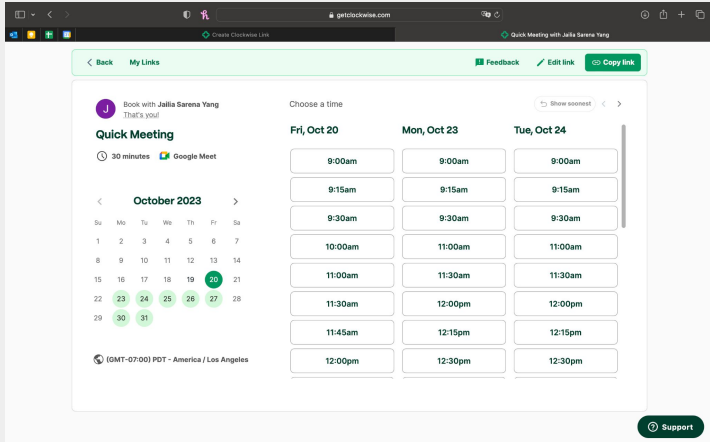 getclockwise.com
Create Clockwise Link
Quick Meeting with Jailia Sarena Yang
Back
My Links
Feedback
Edit link
Copy link
J
Book with Jailia Sarena Yang
That's you!
Quick Meeting
30 minutes
Google Meet
October 2023
Su Mo Tu We Th Fr Sa
1 2 3 4 5 6 7
8 9 10 11 12 13 14
15 16 17 18 19 20 21
22 23 24 25 26 27 28
29 30 31
(GMT-07:00) PDT - America / Los Angeles
Choose a time
Show soonest
Fri, Oct 20 Mon, Oct 23 Tue, Oct 24
9:00am 9:00am 9:00am
9:15am 9:15am 9:15am
9:30am 9:30am 9:30am
10:00am 11:00am 11:00am
11:00am 11:30am 11:30am
11:30am 12:00pm 12:00pm
11:45am 12:15pm 12:15pm
12:00pm 12:30pm 12:30pm
Support